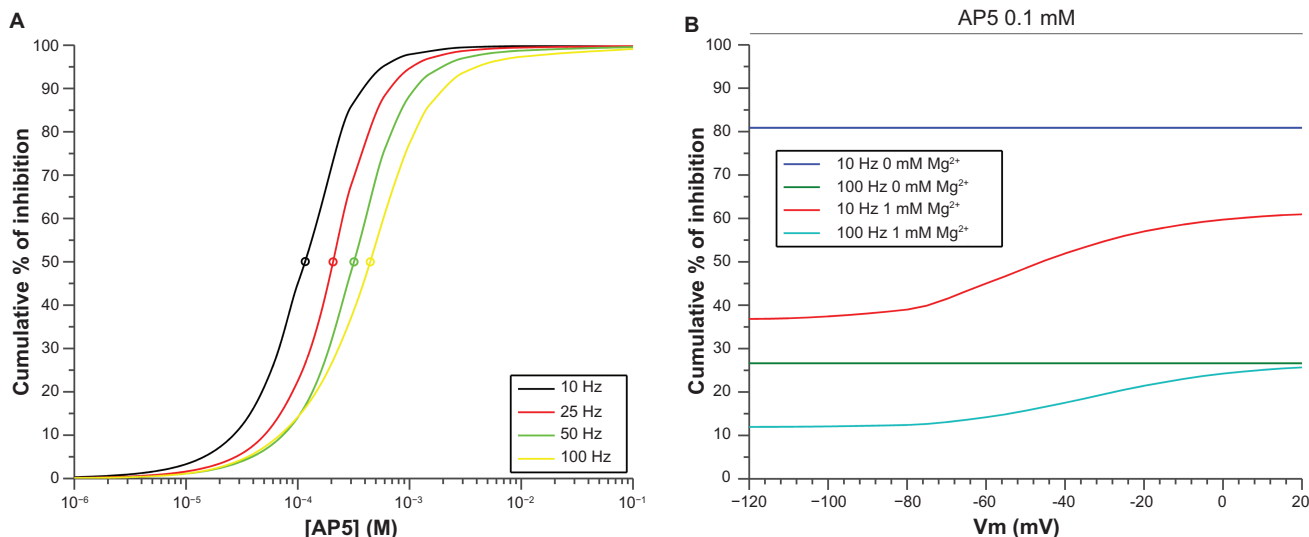 A
Cumulative % of inhibition
100
90
80
70
60
50
40
30
20
10
0
10⁻⁶
10⁻⁵
10⁻⁴
10⁻³
10⁻²
10⁻¹
[AP5] (M)
10 Hz
25 Hz
50 Hz
100 Hz
B
AP5 0.1 mM
Cumulative % of inhibition
100
90
80
70
60
50
40
30
20
10
0
10 Hz 0 mM Mg²⁺
100 Hz 0 mM Mg²⁺
10 Hz 1 mM Mg²⁺
100 Hz 1 mM Mg²⁺
−120
−100
−80
−60
−40
−20
0
20
Vm (mV)